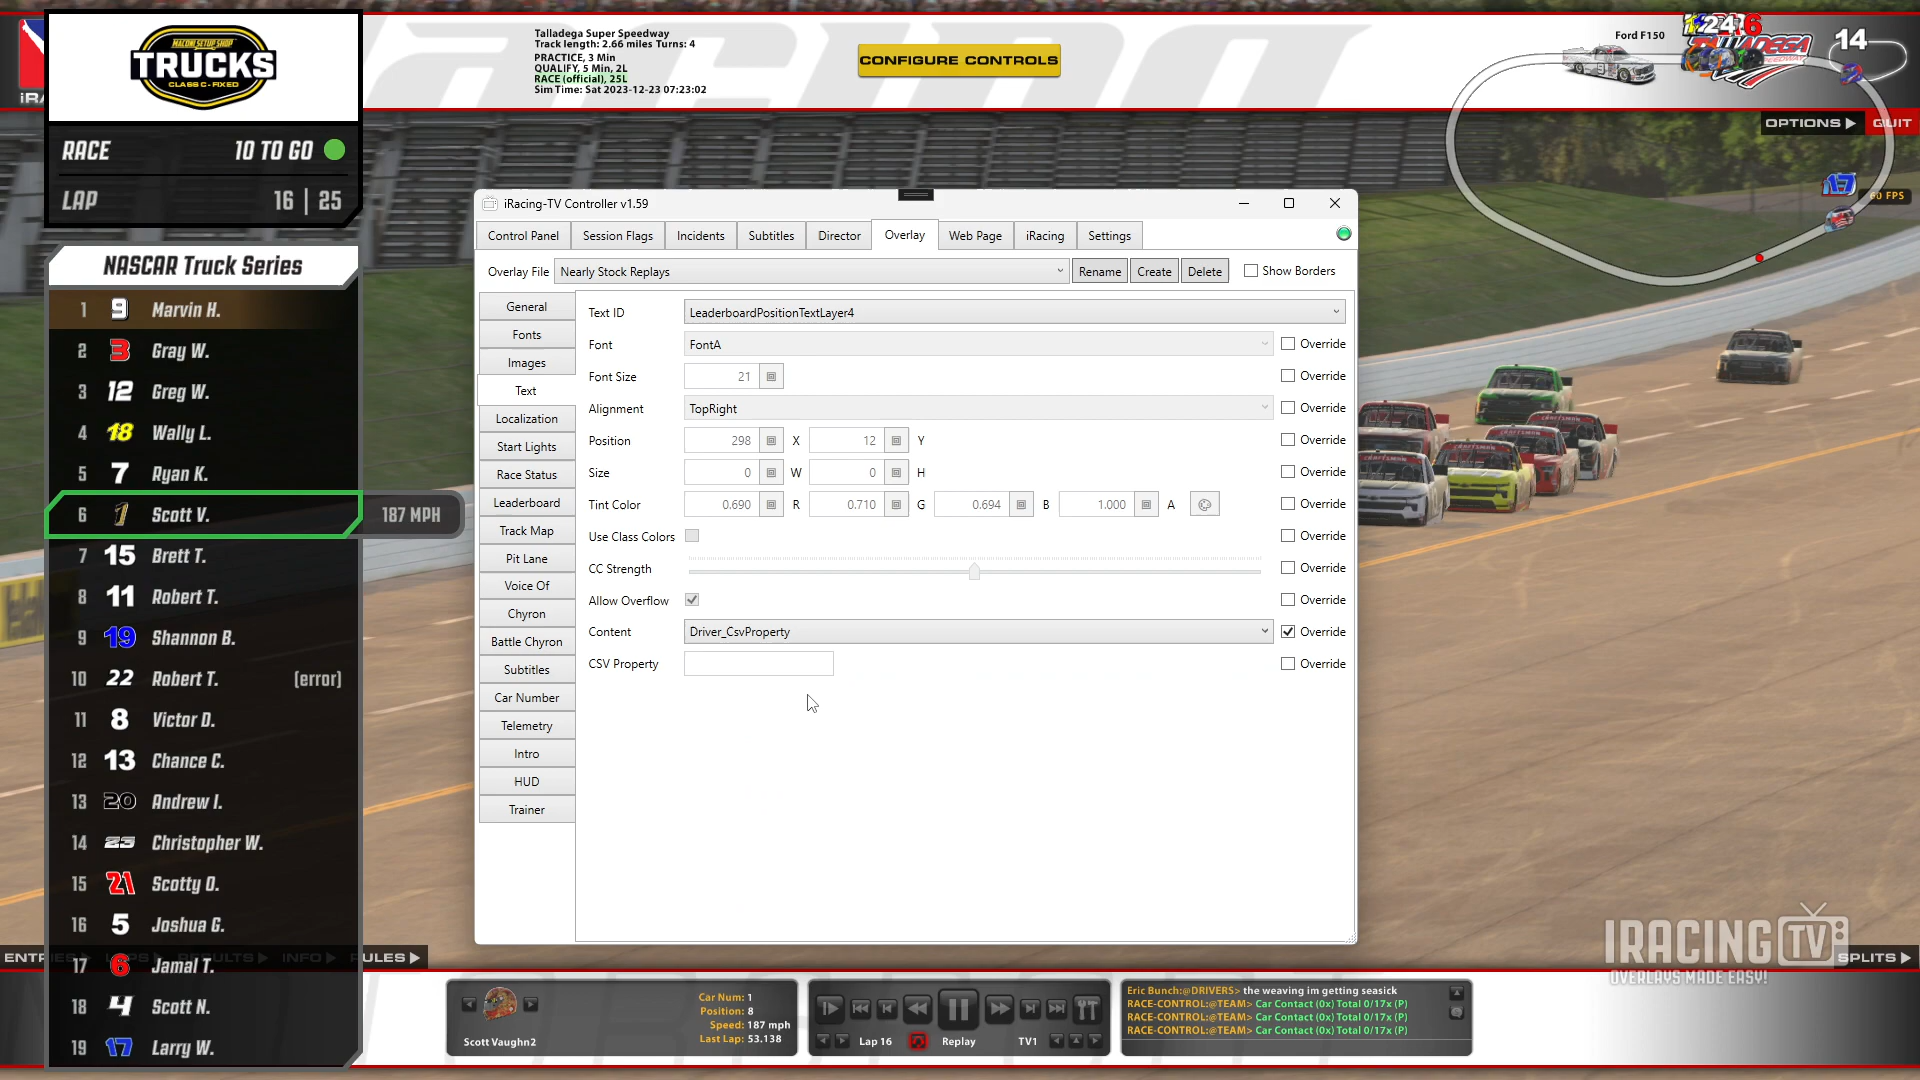 MACONI SETUP SHOP
TRUCKS
CLASS C - FIXED
RACE 10 TO GO
LAP 16 | 25
NASCAR Truck Series
1 9 Marvin H.
2 3 Gray W.
3 12 Greg W.
4 18 Wally L.
5 7 Ryan K.
6 1 Scott V. 187 MPH
7 15 Brett T.
8 11 Robert T.
9 19 Shannon B.
10 22 Robert T. (error)
11 8 Victor D.
12 13 Chance C.
13 20 Andrew I.
14 23 Christopher W.
15 21 Scotty O.
16 5 Joshua G.
17 6 Jamal T.
18 4 Scott N.
19 17 Larry W.
Talladega Super Speedway
Track length: 2.66 miles Turns: 4
PRACTICE, 3 Min
QUALIFY, 5 Min, 2L
RACE (official), 25L
Sim Time: Sat 2023-12-23 07:23:02
CONFIGURE CONTROLS
Ford F150
TALLADEGA
14
OPTIONS
QUIT
17
60 FPS
iRacing-TV Controller v1.59
Control Panel Session Flags Incidents Subtitles Director Overlay Web Page iRacing Settings
Overlay File Nearly Stock Replays Rename Create Delete Show Borders
General
Fonts
Images
Text
Localization
Start Lights
Race Status
Leaderboard
Track Map
Pit Lane
Voice Of
Chyron
Battle Chyron
Subtitles
Car Number
Telemetry
Intro
HUD
Trainer
Text ID LeaderboardPositionTextLayer4
Font FontA Override
Font Size 21 Override
Alignment TopRight Override
Position 298 X 12 Y Override
Size 0 W 0 H Override
Tint Color 0.690 R 0.710 G 0.694 B 1.000 A Override
Use Class Colors Override
CC Strength Override
Allow Overflow Override
Content Driver_CsvProperty Override
CSV Property Override
IRACING TV
OVERLAYS MADE EASY!
RESULTS INFO RULES
SPLITS
Car Num: 1
Position: 8
Speed: 187 mph
Last Lap: 53.138
Scott Vaughn2
Lap 16 Replay TV1
Eric Bunch:@DRIVERS> the weaving im getting seasick
RACE-CONTROL:@TEAM> Car Contact (0x) Total 0/17x (P)
RACE-CONTROL:@TEAM> Car Contact (0x) Total 0/17x (P)
RACE-CONTROL:@TEAM> Car Contact (0x) Total 0/17x (P)